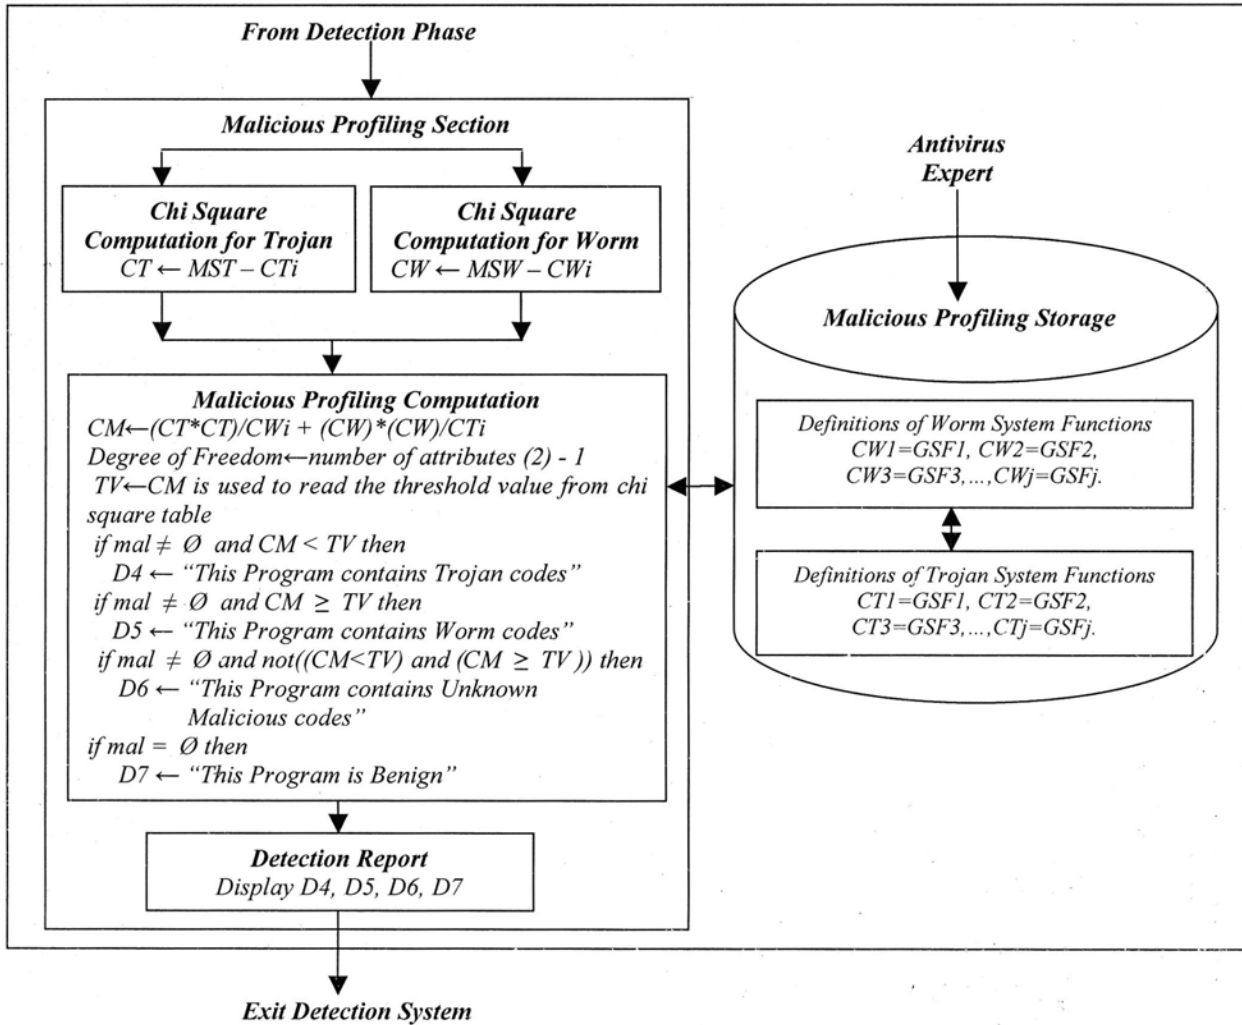 From Detection Phase
Malicious Profiling Section
Chi Square
Computation for Trojan
CT ← MST – CTi
Chi Square
Computation for Worm
CW ← MSW – CWi
Malicious Profiling Computation
CM←(CT*CT)/CWi + (CW)*(CW)/CTi
Degree of Freedom←number of attributes (2) - 1
TV←CM is used to read the threshold value from chi
square table
if mal ≠ Ø and CM < TV then
D4 ← “This Program contains Trojan codes”
if mal ≠ Ø and CM ≥ TV then
D5 ← “This Program contains Worm codes”
if mal ≠ Ø and not((CM<TV) and (CM ≥ TV)) then
D6 ← “This Program contains Unknown
Malicious codes”
if mal = Ø then
D7 ← “This Program is Benign”
Detection Report
Display D4, D5, D6, D7
Exit Detection System
Antivirus
Expert
Malicious Profiling Storage
Definitions of Worm System Functions
CW1=GSF1, CW2=GSF2,
CW3=GSF3,...,CWj=GSFj.
Definitions of Trojan System Functions
CT1=GSF1, CT2=GSF2,
CT3=GSF3,...,CTj=GSFj.